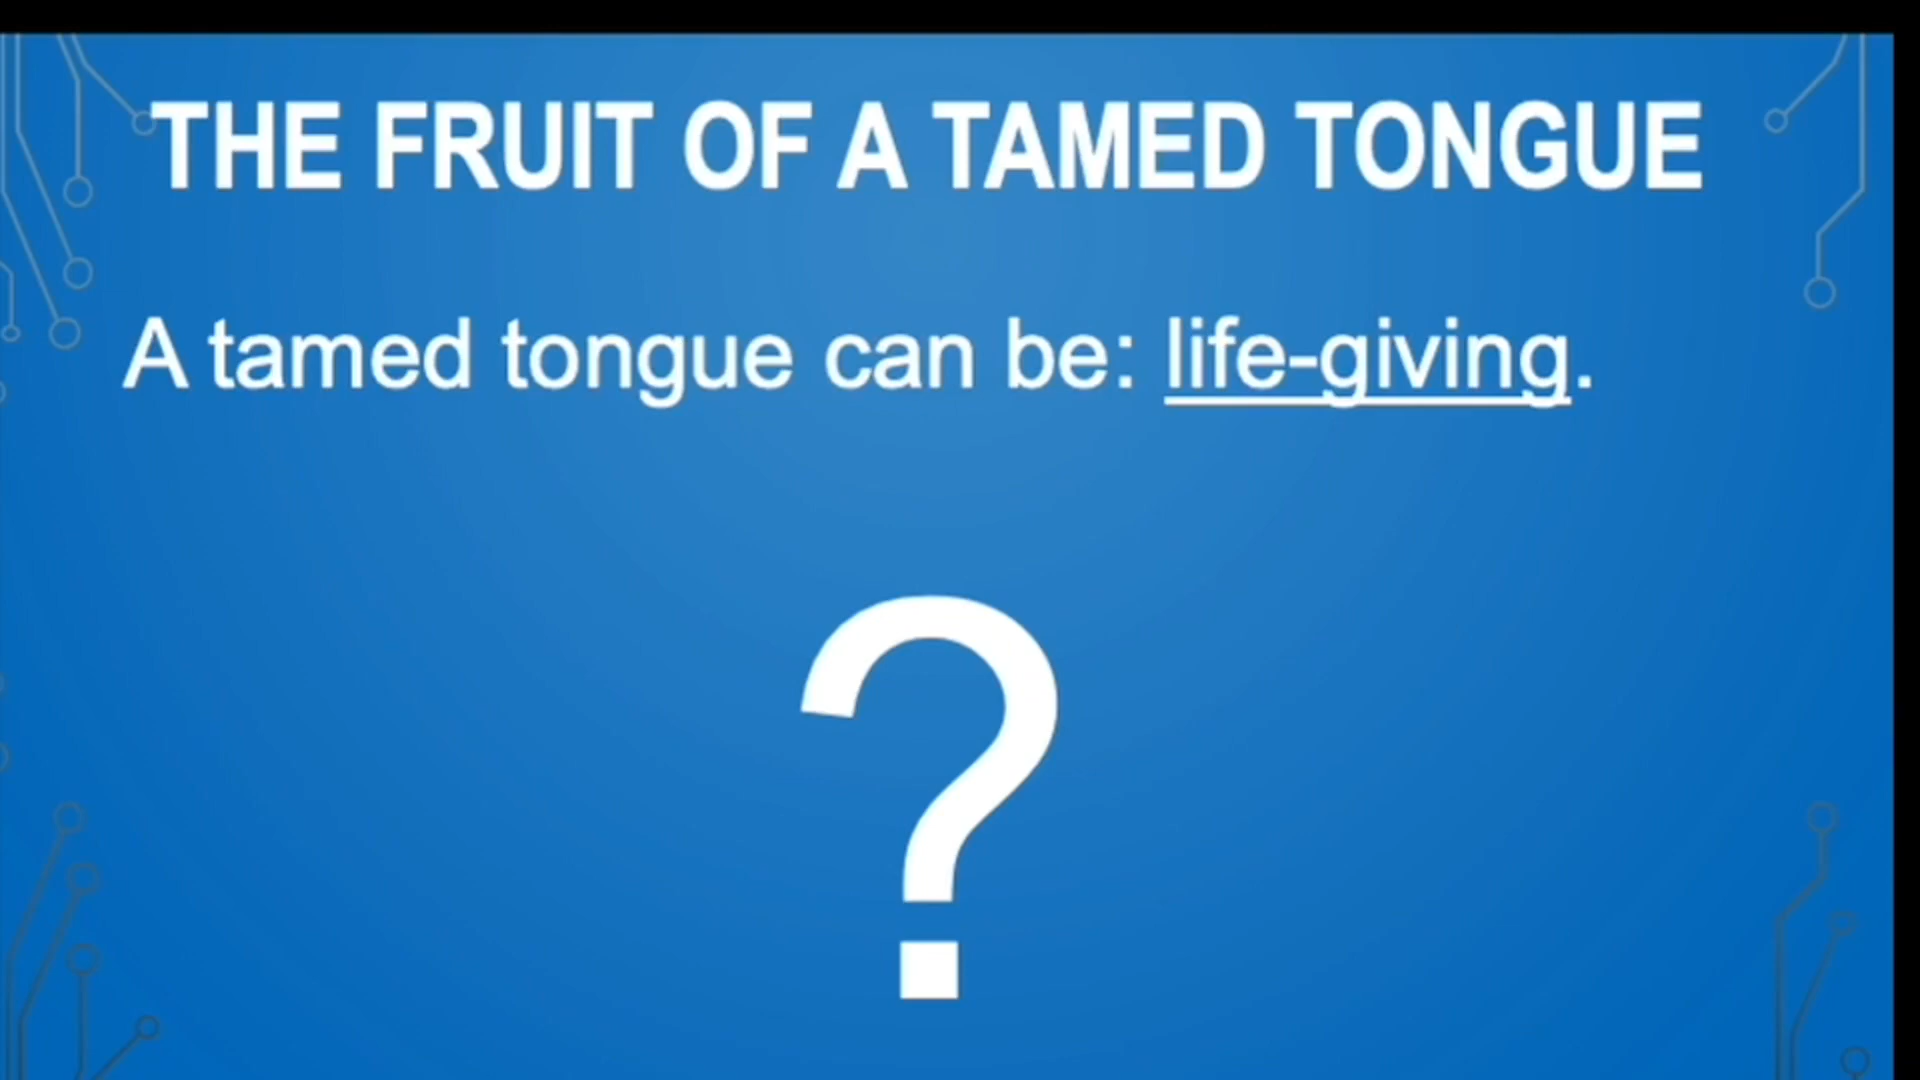 THE FRUIT OF A TAMED TONGUE
A tamed tongue can be: life-giving.
?